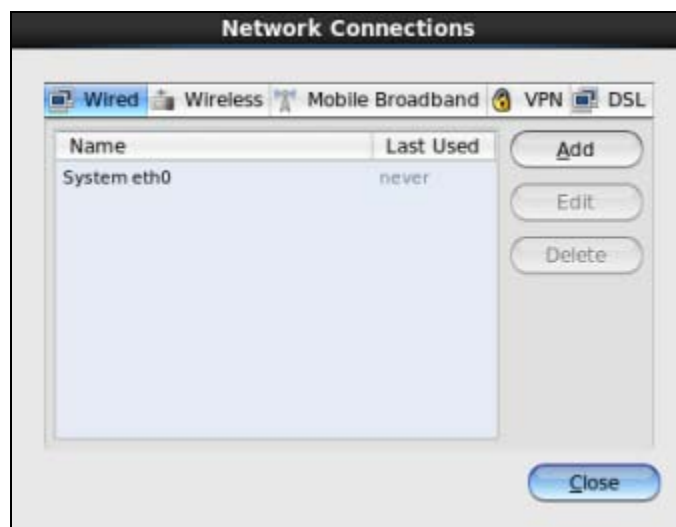 Network Connections
Wired Wireless Mobile Broadband VPN DSL
Name Last Used
System eth0 never
Add
Edit
Delete
Close